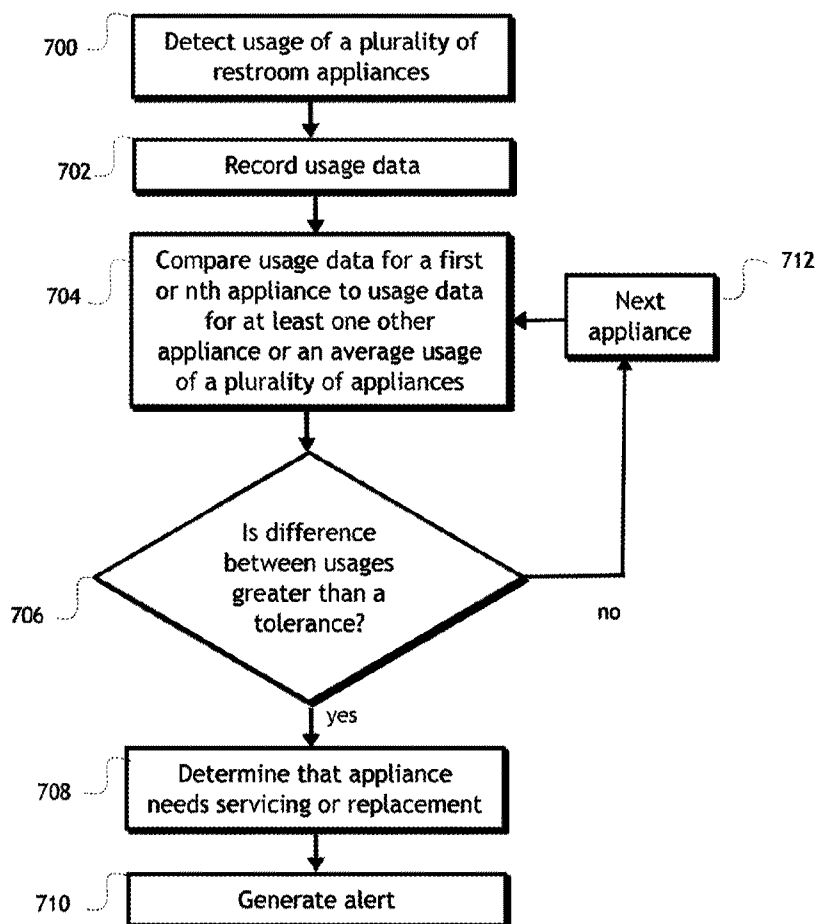 700
Detect usage of a plurality of
restroom appliances
702
Record usage data
704
Compare usage data for a first
or nth appliance to usage data
for at least one other
appliance or an average usage
of a plurality of appliances
712
Next
appliance
706
Is difference
between usages
greater than a
tolerance?
no
yes
708
Determine that appliance
needs servicing or replacement
710
Generate alert